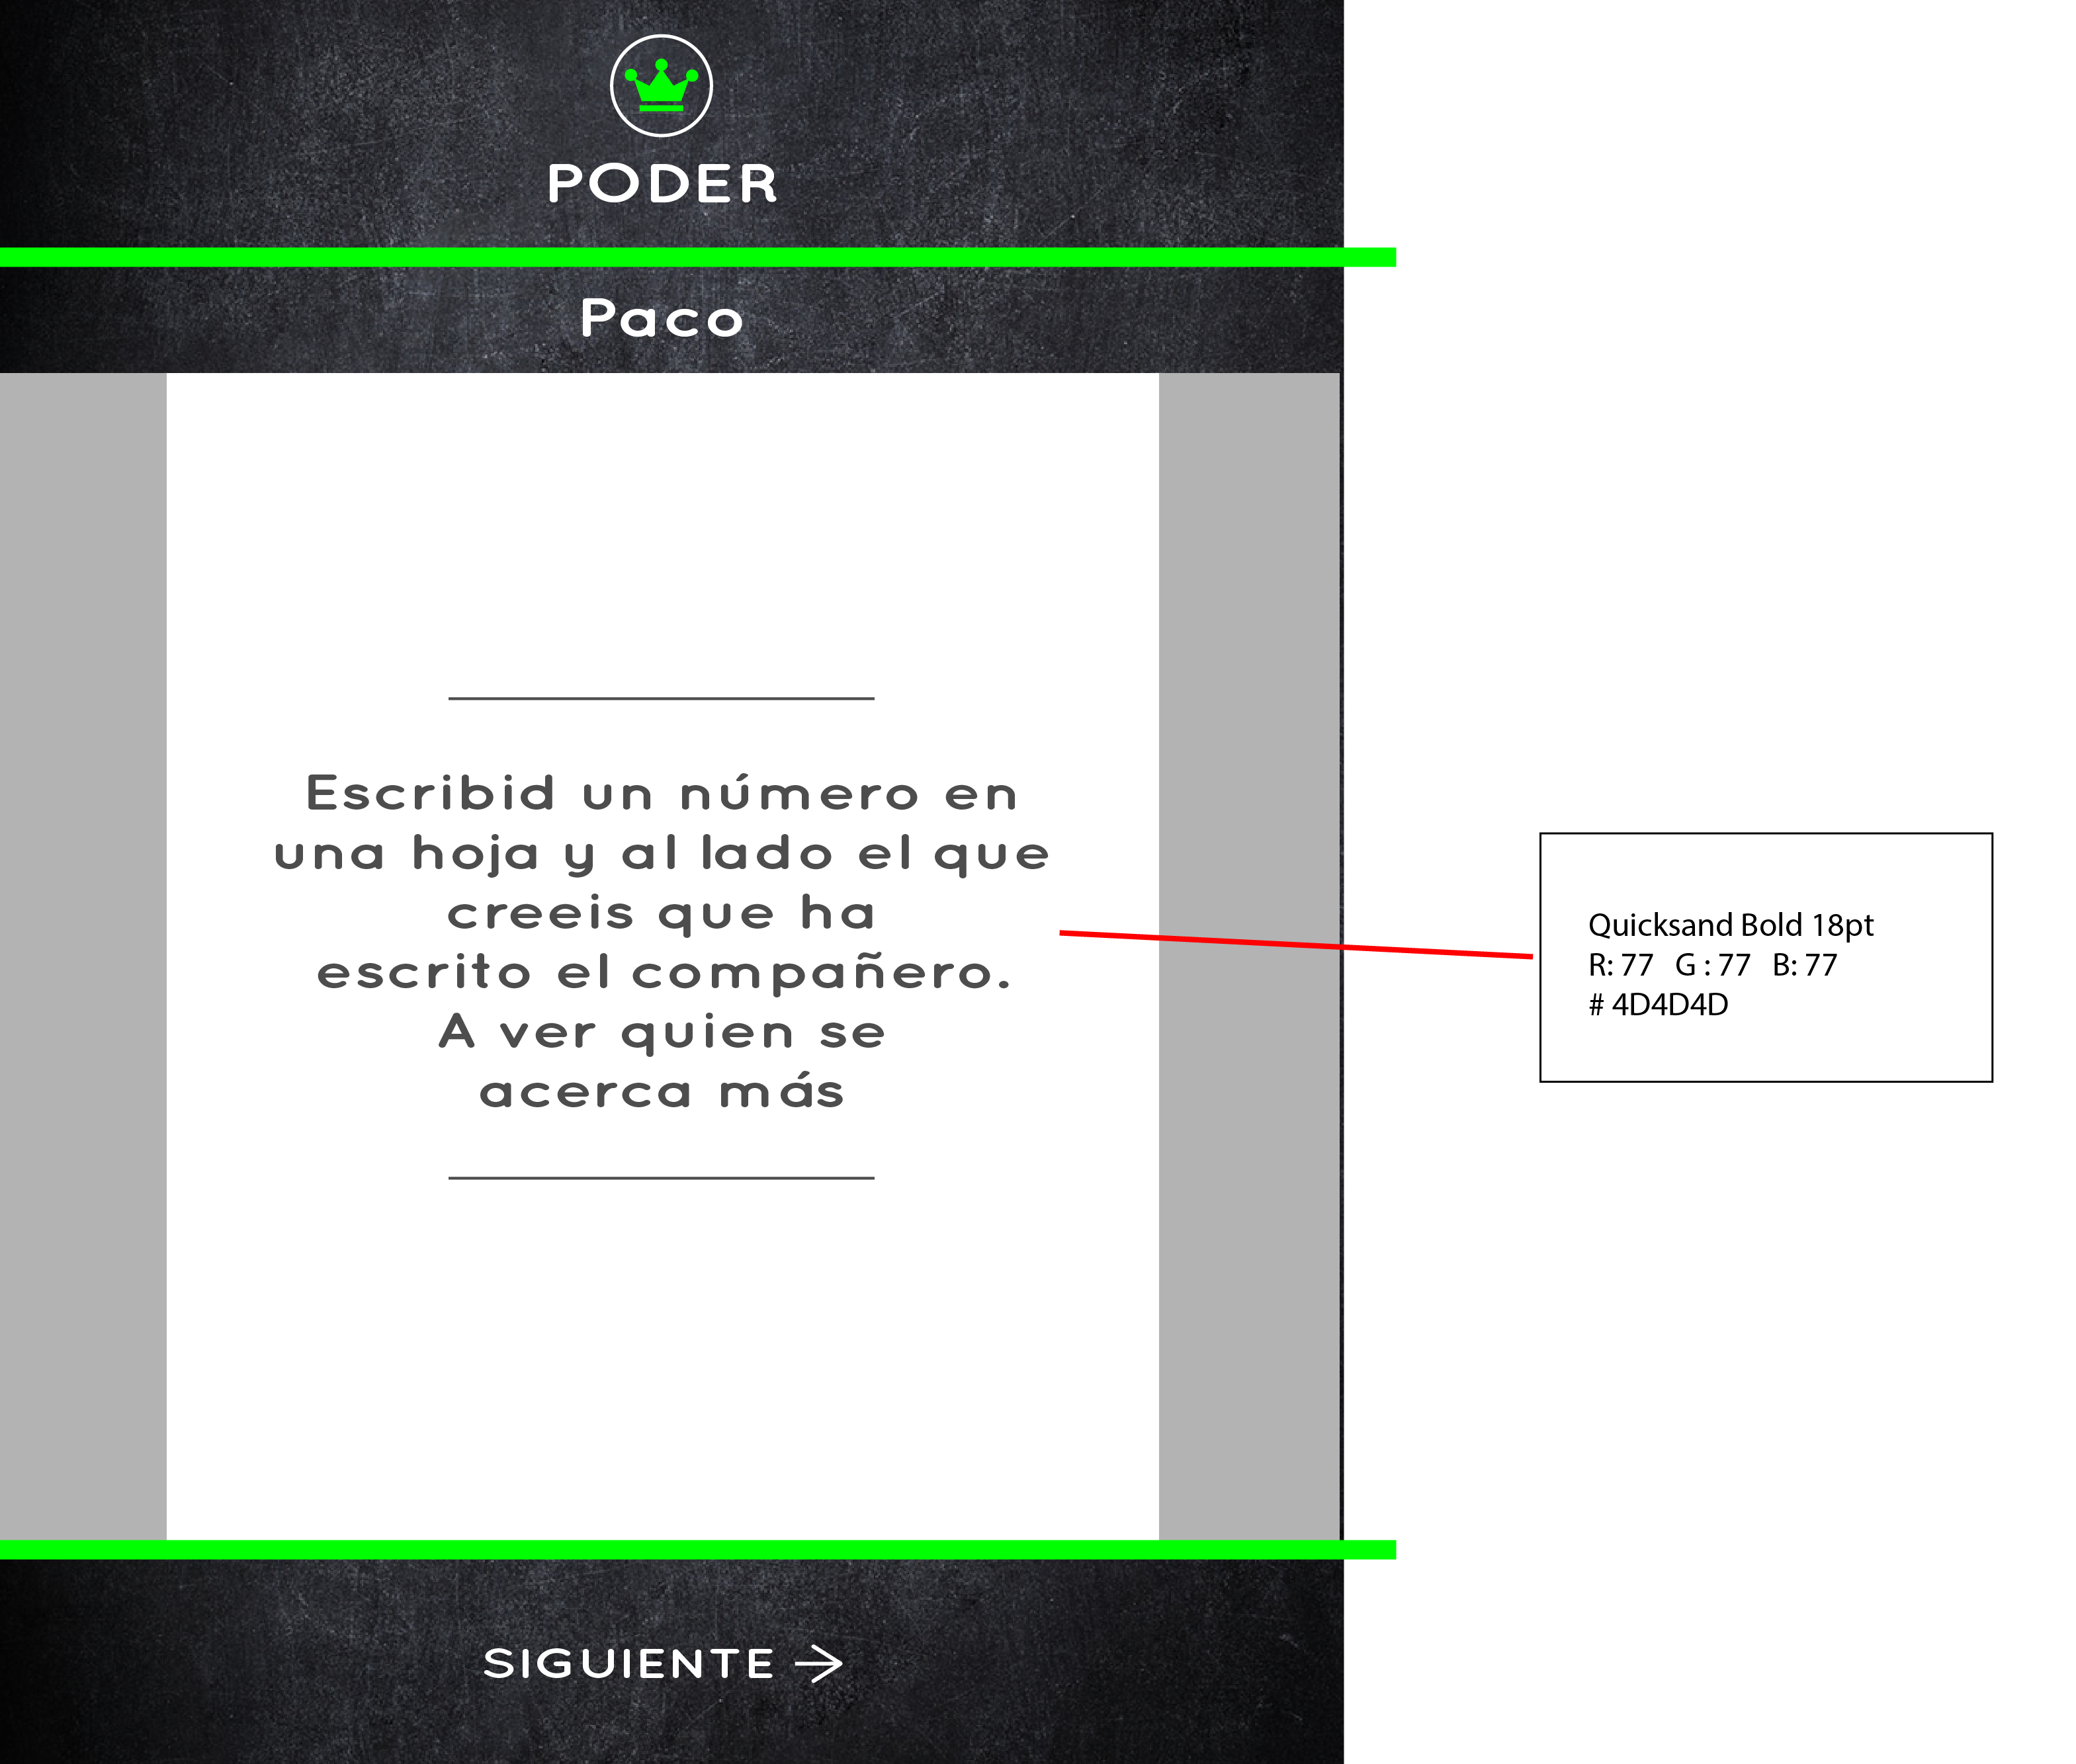 PODER
Paco
Escribid un número en
una hoja y al lado el que
creeis que ha
escrito el compañero.
A ver quien se
acerca más
Quicksand Bold 18pt
R: 77 G : 77 B: 77
# 4D4D4D
SIGUIENTE →